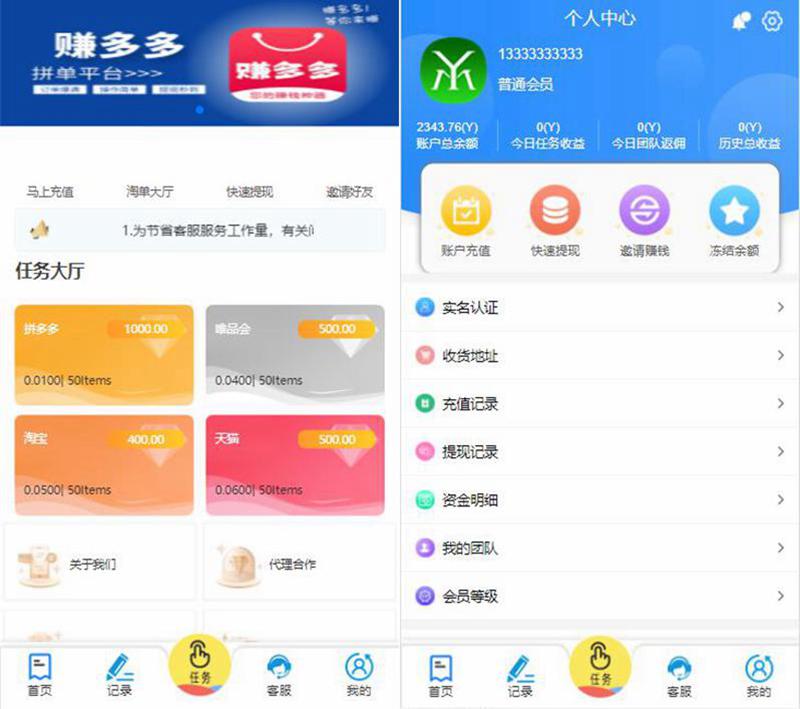 赚多多!
等你来赚
赚多多
拼单平台>>>
订单爆满 操作简单 提现秒到
赚多多
您的赚钱神器
马上充值 淘单大厅 快速提现 邀请好友
1.为节省客服服务工作量，有关
任务大厅
拼多多 1000.00
0.0100| 50Items
唯品会 500.00
0.0400| 50Items
淘宝 400.00
0.0500| 50Items
天猫 500.00
0.0600| 50Items
关于我们
代理合作
首页 记录 任务 客服 我的
个人中心
13333333333
普通会员
2343.76(Y) 0(Y) 0(Y) 0(Y)
账户总余额 今日任务收益 今日团队返佣 历史总收益
账户充值 快速提现 邀请赚钱 冻结余额
实名认证
收货地址
充值记录
提现记录
资金明细
我的团队
会员等级
首页 记录 任务 客服 我的